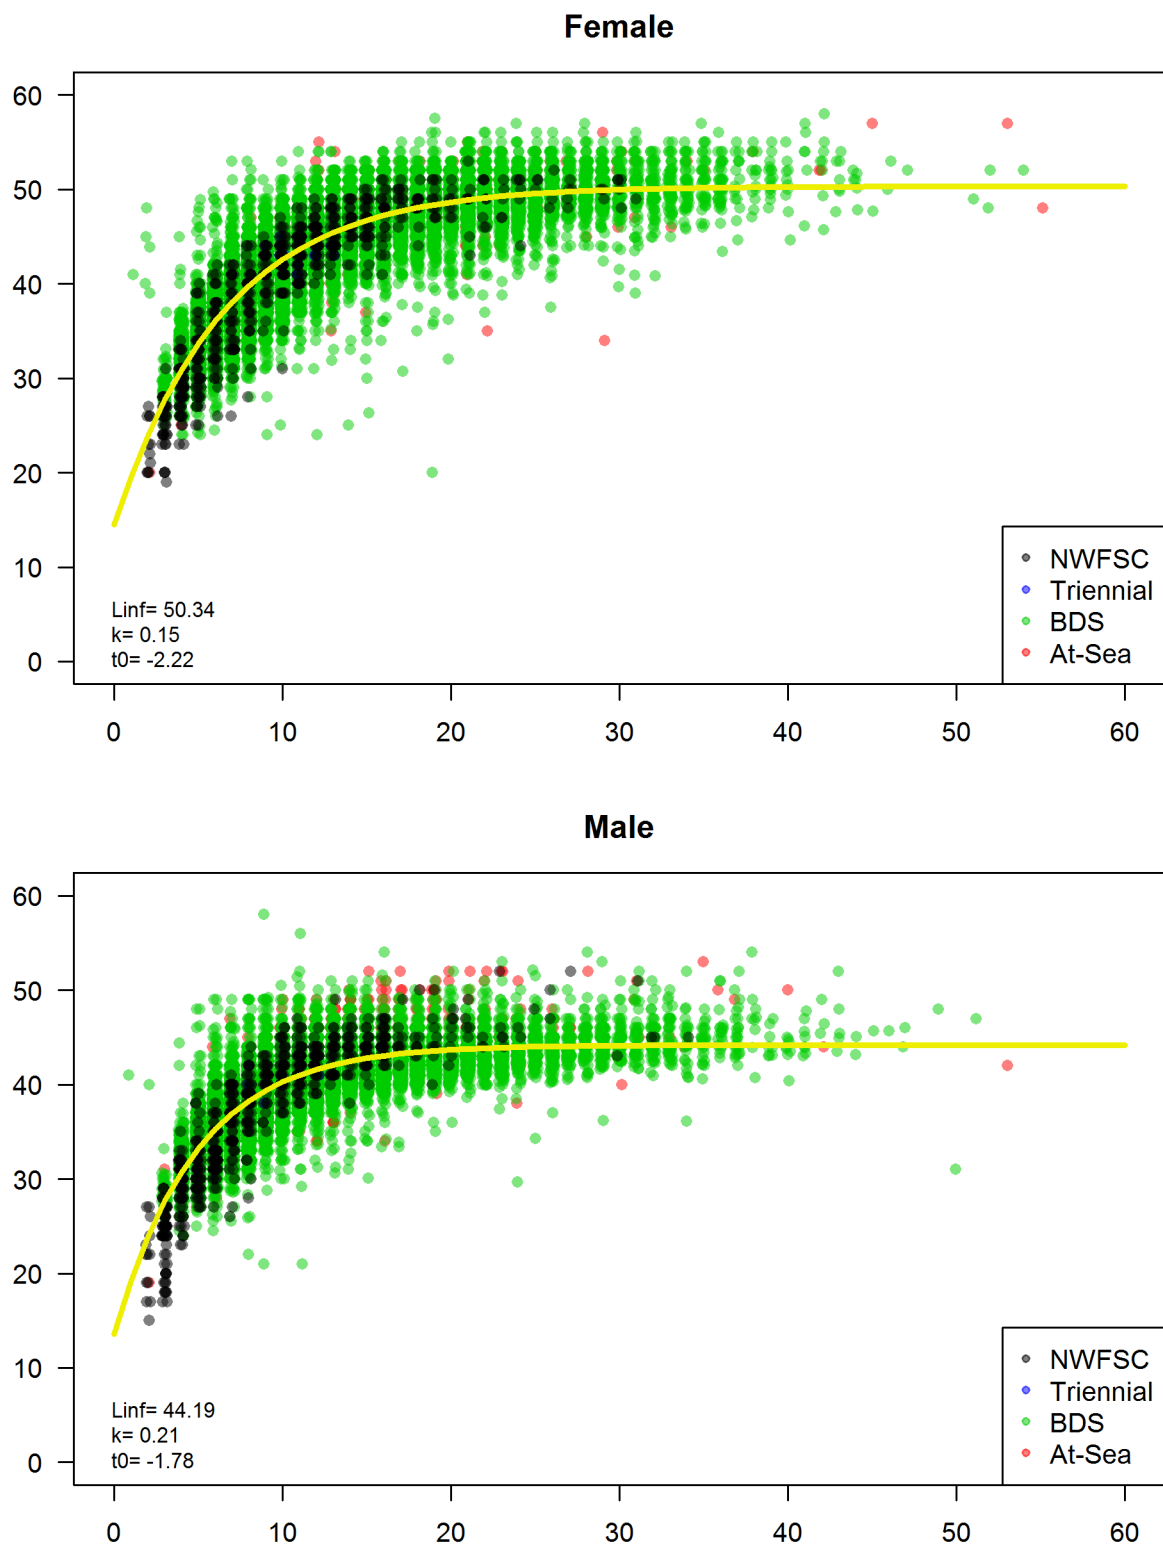 Female
60
50
40
30
20
10
0
Linf= 50.34
k= 0.15
t0= -2.22
NWFSC
Triennial
BDS
At-Sea
0 10 20 30 40 50 60
Male
60
50
40
30
20
10
0
Linf= 44.19
k= 0.21
t0= -1.78
NWFSC
Triennial
BDS
At-Sea
0 10 20 30 40 50 60